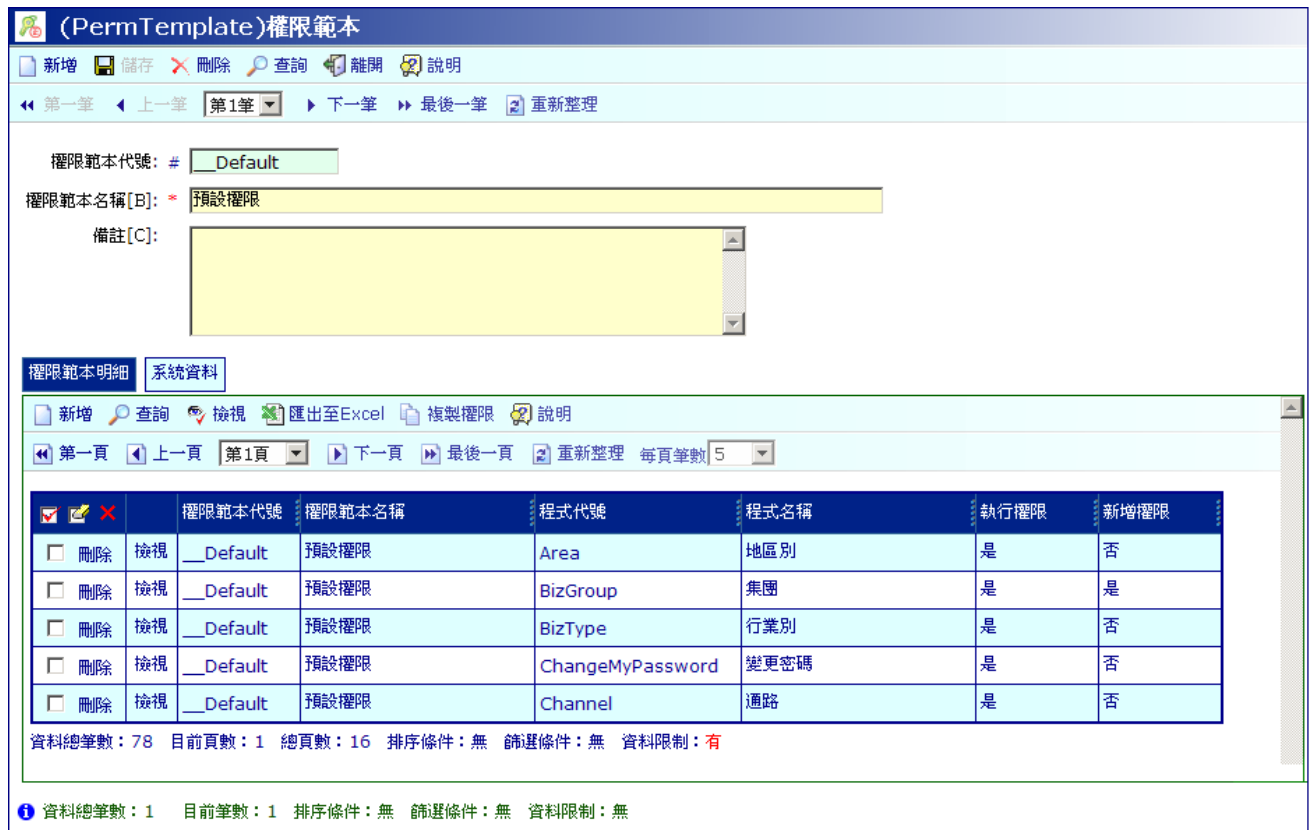 (PermTemplate)權限範本
新增 儲存 刪除 查詢 離開 說明
第一筆 上一筆 第1筆 下一筆 最後一筆 重新整理
權限範本代號: # __Default
權限範本名稱[B]: * 預設權限
備註[C]:
權限範本明細 系統資料
新增 查詢 檢視 匯出至Excel 複製權限 說明
第一頁 上一頁 第1頁 下一頁 最後一頁 重新整理 每頁筆數 5
權限範本代號 權限範本名稱 程式代號 程式名稱 執行權限 新增權限
刪除 檢視 __Default 預設權限 Area 地區別 是 否
刪除 檢視 __Default 預設權限 BizGroup 集團 是 是
刪除 檢視 __Default 預設權限 BizType 行業別 是 否
刪除 檢視 __Default 預設權限 ChangeMyPassword 變更密碼 是 否
刪除 檢視 __Default 預設權限 Channel 通路 是 否
資料總筆數：78 目前頁數：1 總頁數：16 排序條件：無 篩選條件：無 資料限制：有
資料總筆數：1 目前筆數：1 排序條件：無 篩選條件：無 資料限制：無